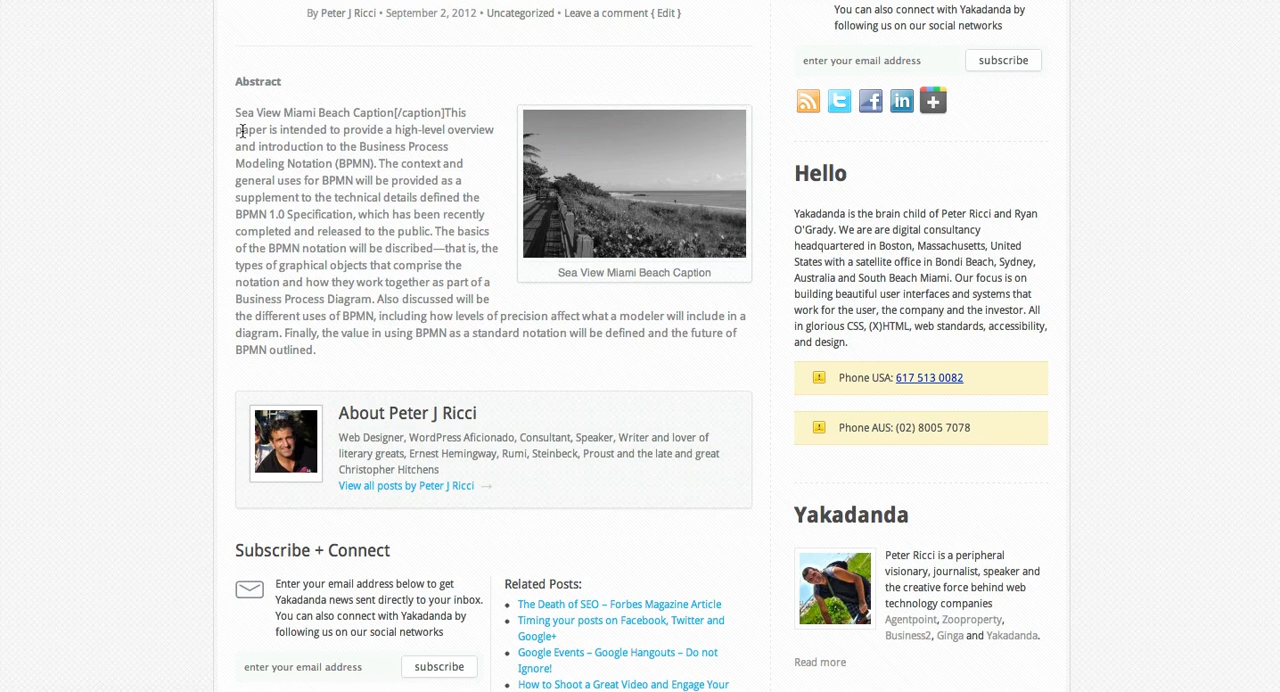 By Peter J Ricci • September 2, 2012 • Uncategorized • Leave a comment { Edit }
Abstract
Sea View Miami Beach Caption[/caption]This
paper is intended to provide a high-level overview
and introduction to the Business Process
Modeling Notation (BPMN). The context and
general uses for BPMN will be provided as a
supplement to the technical details defined the
BPMN 1.0 Specification, which has been recently
completed and released to the public. The basics
of the BPMN notation will be discribed—that is, the
types of graphical objects that comprise the
notation and how they work together as part of a
Business Process Diagram. Also discussed will be
the different uses of BPMN, including how levels of precision affect what a modeler will include in a
diagram. Finally, the value in using BPMN as a standard notation will be defined and the future of
BPMN outlined.
Sea View Miami Beach Caption
About Peter J Ricci
Web Designer, WordPress Aficionado, Consultant, Speaker, Writer and lover of
literary greats, Ernest Hemingway, Rumi, Steinbeck, Proust and the late and great
Christopher Hitchens
View all posts by Peter J Ricci →
Subscribe + Connect
Enter your email address below to get
Yakadanda news sent directly to your inbox.
You can also connect with Yakadanda by
following us on our social networks
enter your email address
subscribe
Related Posts:
• The Death of SEO – Forbes Magazine Article
• Timing your posts on Facebook, Twitter and
Google+
• Google Events – Google Hangouts – Do not
Ignore!
• How to Shoot a Great Video and Engage Your
You can also connect with Yakadanda by
following us on our social networks
enter your email address
subscribe
Hello
Yakadanda is the brain child of Peter Ricci and Ryan
O'Grady. We are are digital consultancy
headquartered in Boston, Massachusetts, United
States with a satellite office in Bondi Beach, Sydney,
Australia and South Beach Miami. Our focus is on
building beautiful user interfaces and systems that
work for the user, the company and the investor. All
in glorious CSS, (X)HTML, web standards, accessibility,
and design.
Phone USA: 617 513 0082
Phone AUS: (02) 8005 7078
Yakadanda
Peter Ricci is a peripheral
visionary, journalist, speaker and
the creative force behind web
technology companies
Agentpoint, Zooproperty,
Business2, Ginga and Yakadanda.
Read more